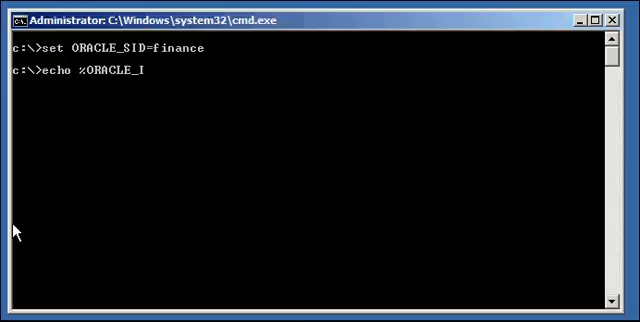 Administrator: C:\Windows\system32\cmd.exe
c:\>set ORACLE_SID=finance
c:\>echo %ORACLE_I